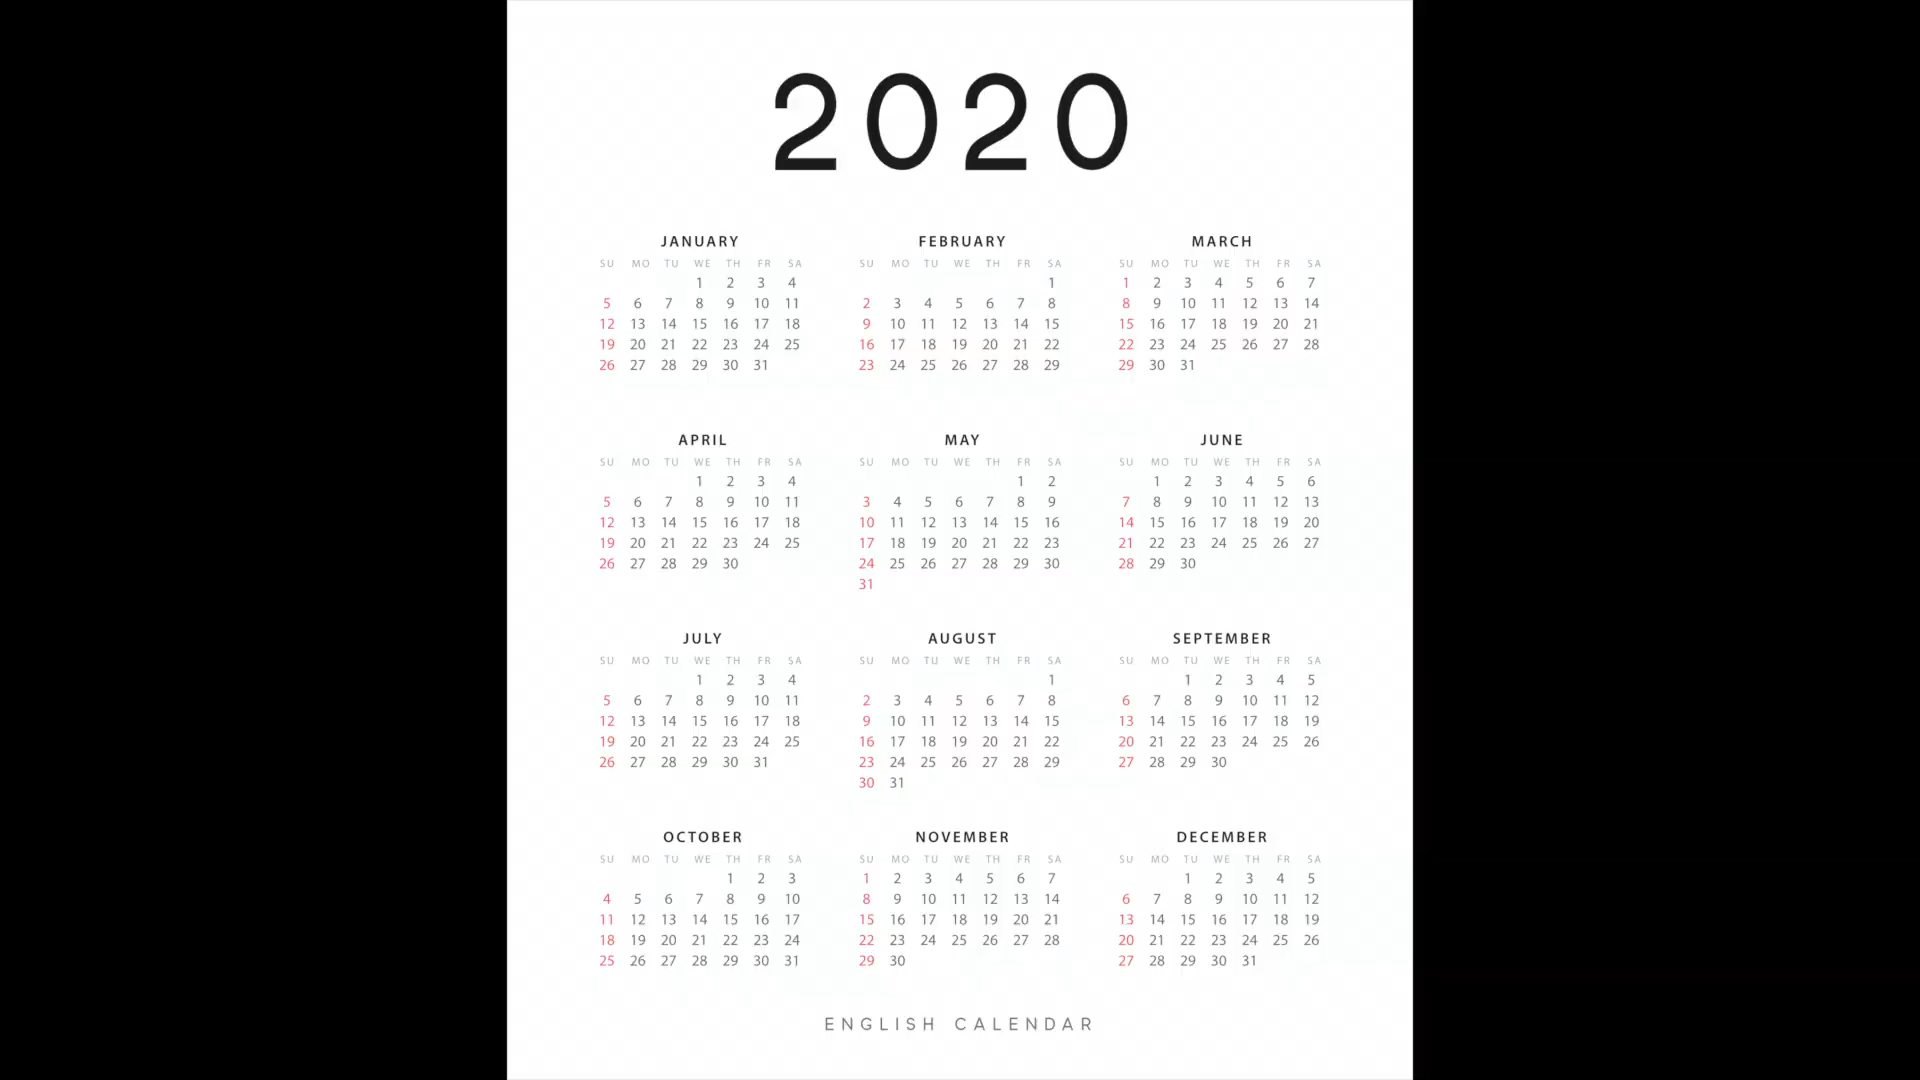 2020
JANUARY FEBRUARY MARCH
SU MO TU WE TH FR SA SU MO TU WE TH FR SA SU MO TU WE TH FR SA
1 2 3 4 1 1 2 3 4 5 6 7
5 6 7 8 9 10 11 2 3 4 5 6 7 8 8 9 10 11 12 13 14
12 13 14 15 16 17 18 9 10 11 12 13 14 15 15 16 17 18 19 20 21
19 20 21 22 23 24 25 16 17 18 19 20 21 22 22 23 24 25 26 27 28
26 27 28 29 30 31 23 24 25 26 27 28 29 29 30 31
APRIL MAY JUNE
SU MO TU WE TH FR SA SU MO TU WE TH FR SA SU MO TU WE TH FR SA
1 2 3 4 1 2 1 2 3 4 5 6
5 6 7 8 9 10 11 3 4 5 6 7 8 9 7 8 9 10 11 12 13
12 13 14 15 16 17 18 10 11 12 13 14 15 16 14 15 16 17 18 19 20
19 20 21 22 23 24 25 17 18 19 20 21 22 23 21 22 23 24 25 26 27
26 27 28 29 30 24 25 26 27 28 29 30 28 29 30
31
JULY AUGUST SEPTEMBER
SU MO TU WE TH FR SA SU MO TU WE TH FR SA SU MO TU WE TH FR SA
1 2 3 4 1 1 2 3 4 5
5 6 7 8 9 10 11 2 3 4 5 6 7 8 6 7 8 9 10 11 12
12 13 14 15 16 17 18 9 10 11 12 13 14 15 13 14 15 16 17 18 19
19 20 21 22 23 24 25 16 17 18 19 20 21 22 20 21 22 23 24 25 26
26 27 28 29 30 31 23 24 25 26 27 28 29 27 28 29 30
30 31
OCTOBER NOVEMBER DECEMBER
SU MO TU WE TH FR SA SU MO TU WE TH FR SA SU MO TU WE TH FR SA
1 2 3 1 2 3 4 5 6 7 1 2 3 4 5
4 5 6 7 8 9 10 8 9 10 11 12 13 14 6 7 8 9 10 11 12
11 12 13 14 15 16 17 15 16 17 18 19 20 21 13 14 15 16 17 18 19
18 19 20 21 22 23 24 22 23 24 25 26 27 28 20 21 22 23 24 25 26
25 26 27 28 29 30 31 29 30 27 28 29 30 31
ENGLISH CALENDAR